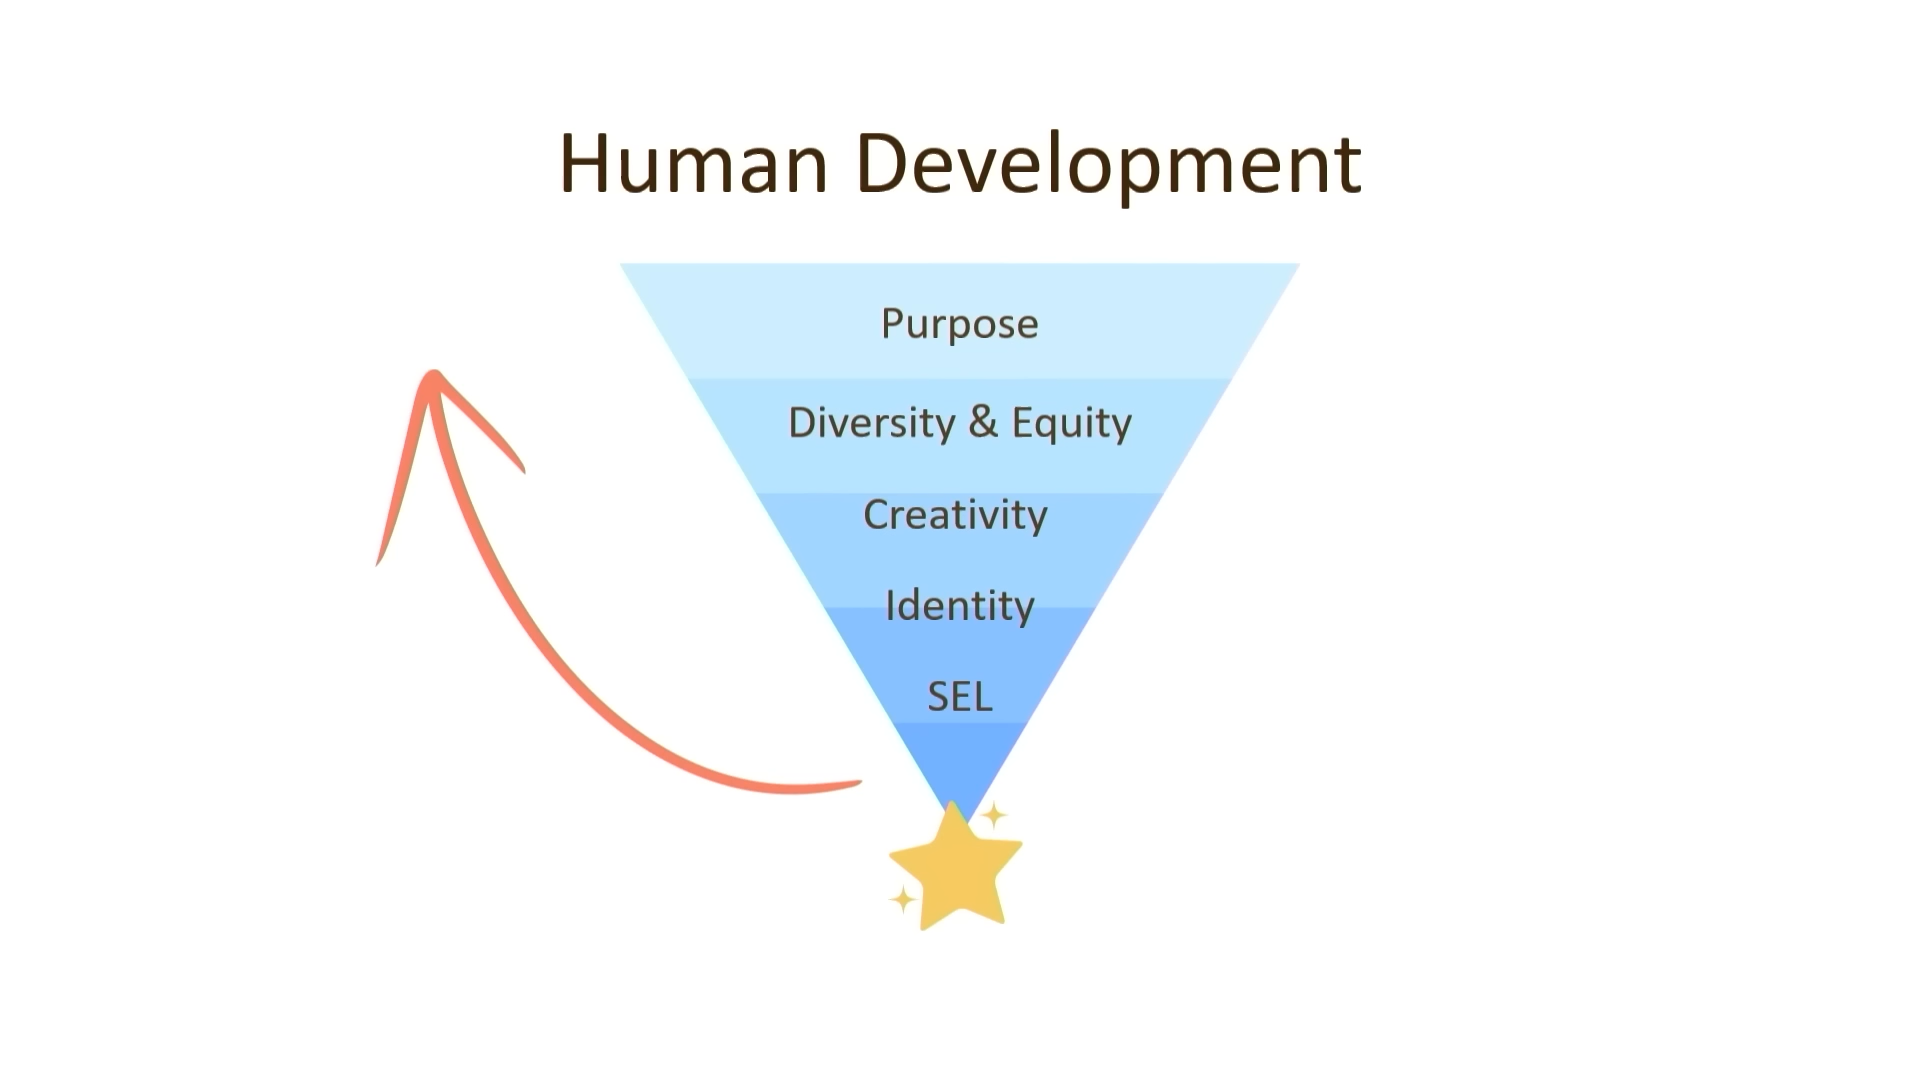 Human Development
Purpose
Diversity & Equity
Creativity
Identity
SEL